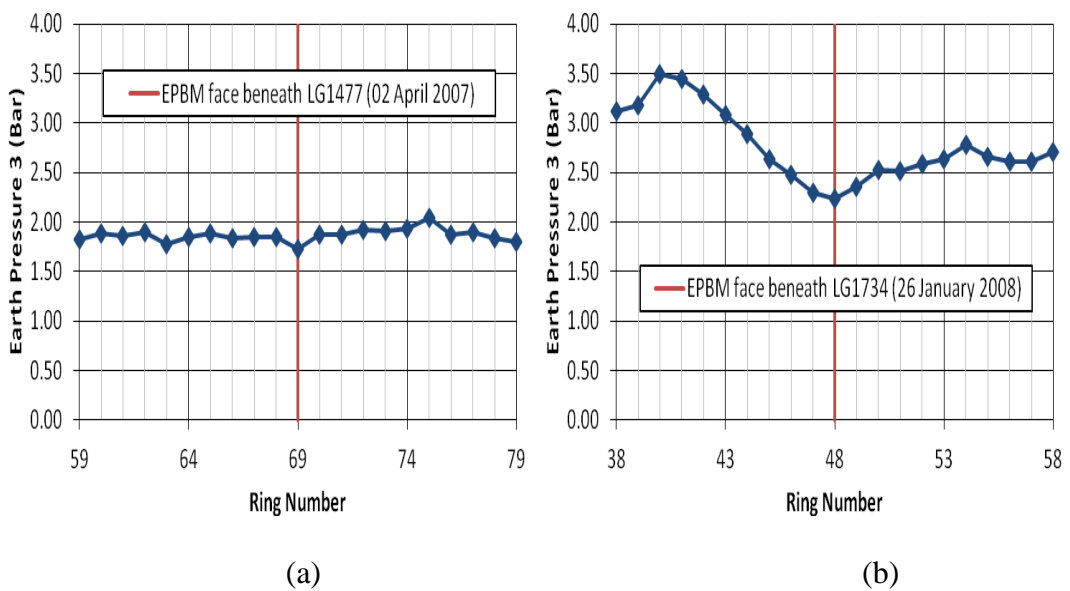 4.00
3.50
3.00
2.50
2.00
1.50
1.00
0.50
0.00
Earth Pressure 3 (Bar)
EPBM face beneath LG1477 (02 April 2007)
59 64 69 74 79
Ring Number
(a)
4.00
3.50
3.00
2.50
2.00
1.50
1.00
0.50
0.00
Earth Pressure 3 (Bar)
EPBM face beneath LG1734 (26 January 2008)
38 43 48 53 58
Ring Number
(b)